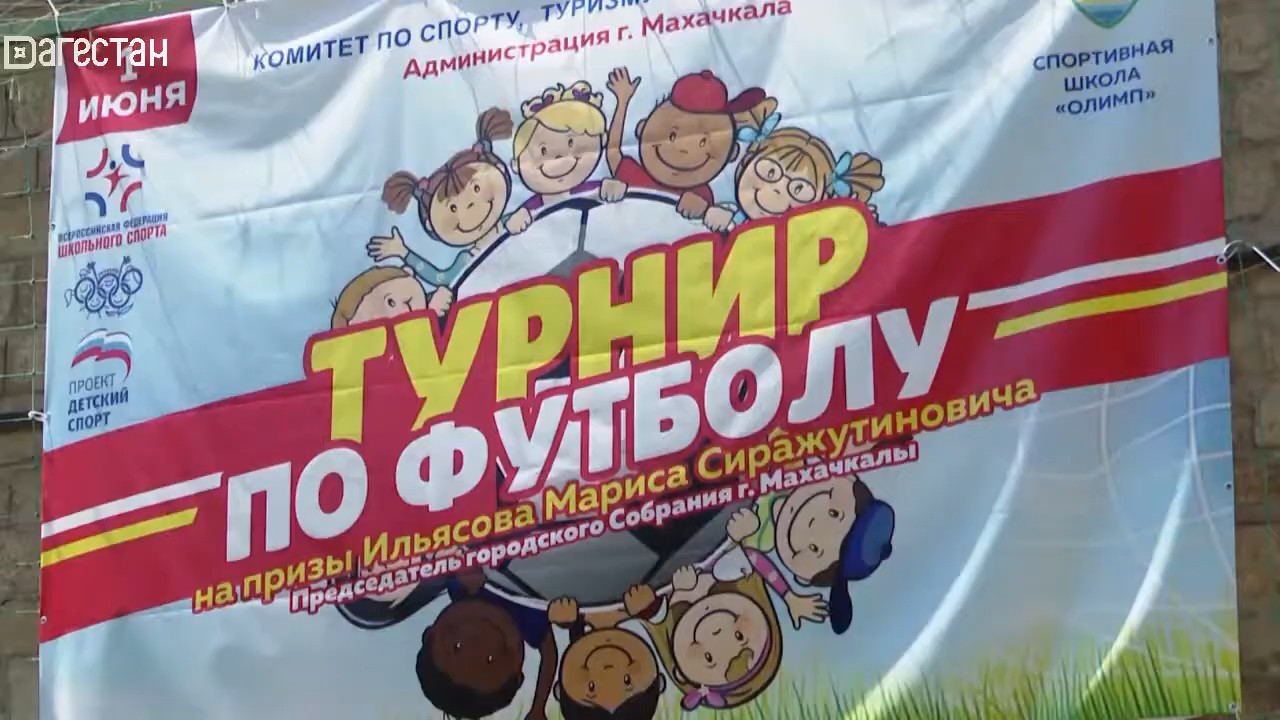 Дагестан
КОМИТЕТ ПО СПОРТУ, ТУРИЗМ
Администрация г. Махачкала
1
ИЮНЯ
СПОРТИВНАЯ
ШКОЛА
«ОЛИМП»
ВСЕРОССИЙСКАЯ ФЕДЕРАЦИЯ
ШКОЛЬНОГО СПОРТА
ПРОЕКТ
ДЕТСКИЙ
СПОРТ
ТУРНИР
ПО ФУТБОЛУ
на призы Ильясова Мариса Сиражутиновича
Председатель городского Собрания г. Махачкалы